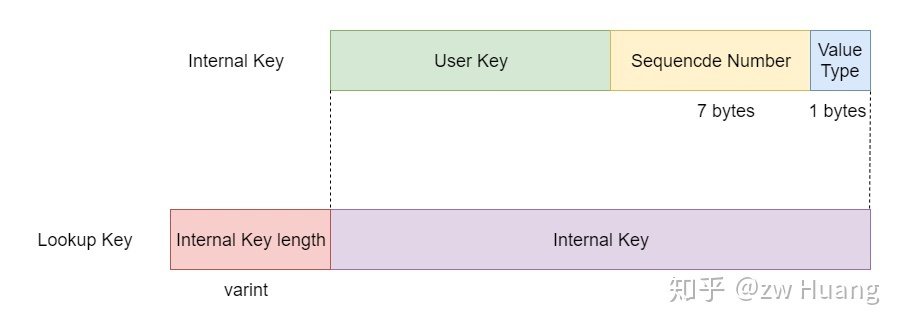 Internal Key
User Key
Sequencde Number
Value
Type
7 bytes
1 bytes
Lookup Key
Internal Key length
Internal Key
varint
知乎 @zw Huang